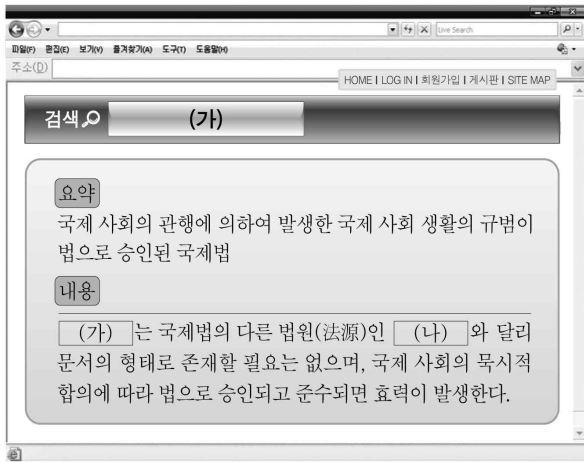 Live Search
파일(F) 편집(E) 보기(V) 즐겨찾기(A) 도구(T) 도움말(H)
주소(D)
HOME I LOG IN I 회원가입 I 게시판 I SITE MAP
검색 (가)
요약
국제 사회의 관행에 의하여 발생한 국제 사회 생활의 규범이
법으로 승인된 국제법
내용
(가) 는 국제법의 다른 법원(法源)인 (나) 와 달리
문서의 형태로 존재할 필요는 없으며, 국제 사회의 묵시적
합의에 따라 법으로 승인되고 준수되면 효력이 발생한다.